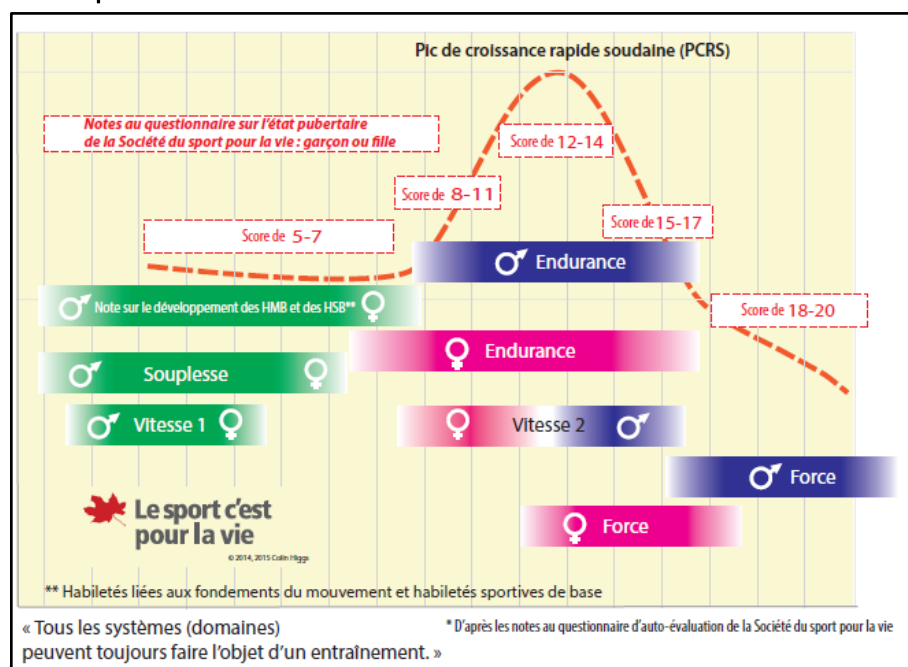 Pic de croissance rapide soudaine (PCRS)
Notes au questionnaire sur l'état pubertaire
de la Société du sport pour la vie : garçon ou fille
Score de 12-14
Score de 8-11
Score de 15-17
Score de 5-7
♂ Endurance
♂ Note sur le développement des HMB et des HSB** ♀
Score de 18-20
♀ Endurance
♂ Souplesse ♀
♂ Vitesse 1 ♀
♀ Vitesse 2 ♂
♂ Force
Le sport c'est
pour la vie
© 2014, 2015 Colin Higgs
♀ Force
** Habiletés liées aux fondements du mouvement et habiletés sportives de base
« Tous les systèmes (domaines)
peuvent toujours faire l'objet d'un entraînement. »
* D'après les notes au questionnaire d'auto-évaluation de la Société du sport pour la vie